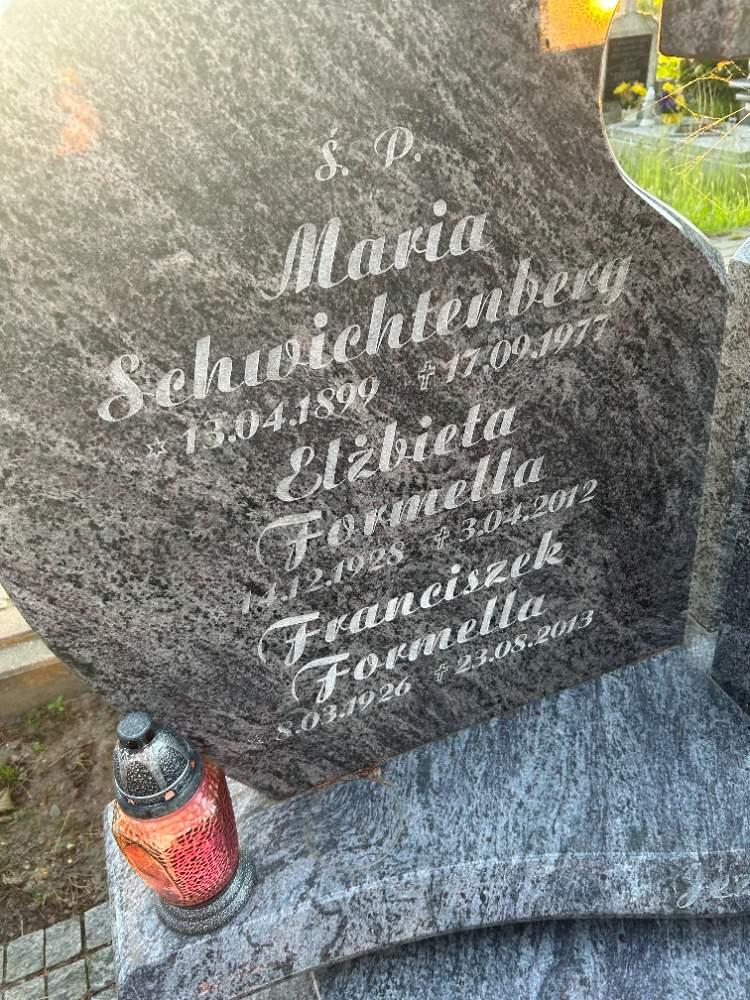 Ś. P.
Maria
Schwichtenberg
✡ 13.04.1899 ✝ 17.09.1977
Elżbieta
Formella
14.12.1928 ✝ 3.04.2012
Franciszek
Formella
8.03.1926 ✝ 23.08.2013